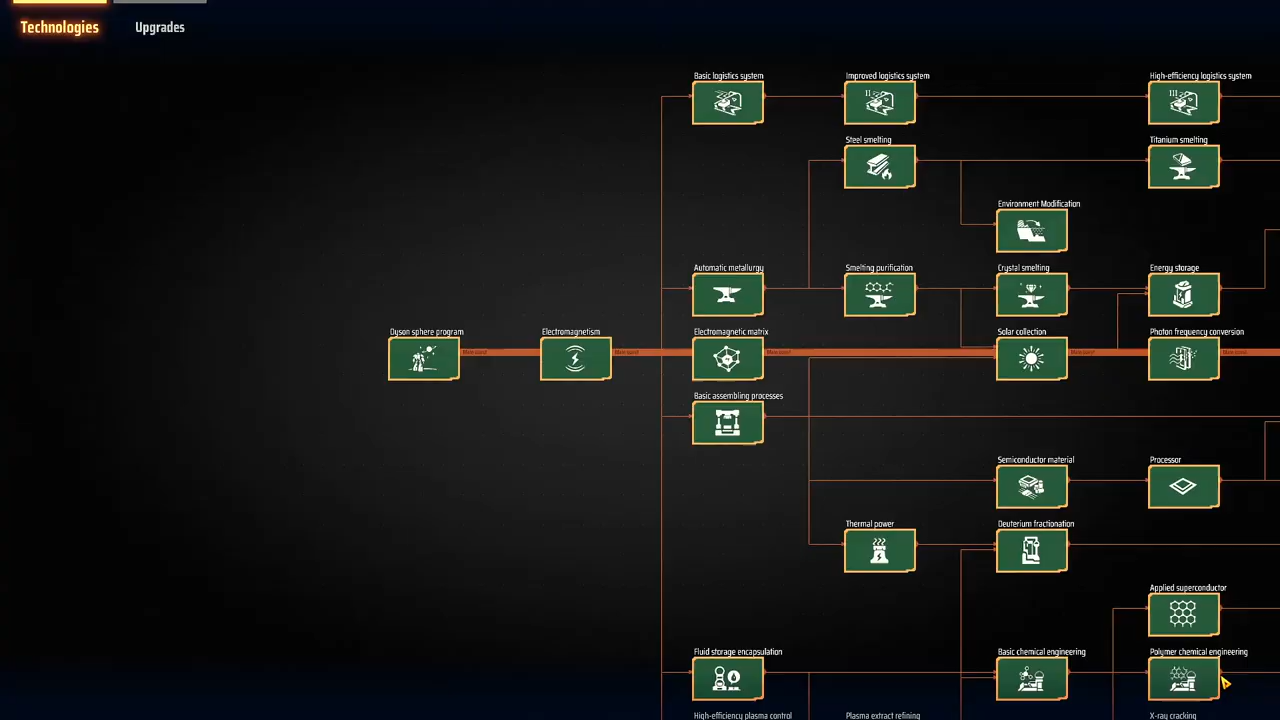 Technologies
Upgrades
Basic logistics system
Improved logistics system
High-efficiency logistics system
Steel smelting
Titanium smelting
Environment Modification
Automatic metallurgy
Smelting purification
Crystal smelting
Energy storage
Dyson sphere program
Electromagnetism
Electromagnetic matrix
Solar collection
Photon frequency conversion
Basic assembling processes
Semiconductor material
Processor
Thermal power
Deuterium fractionation
Applied superconductor
Fluid storage encapsulation
Basic chemical engineering
Polymer chemical engineering
High-efficiency plasma control
Plasma extract refining
X-ray cracking